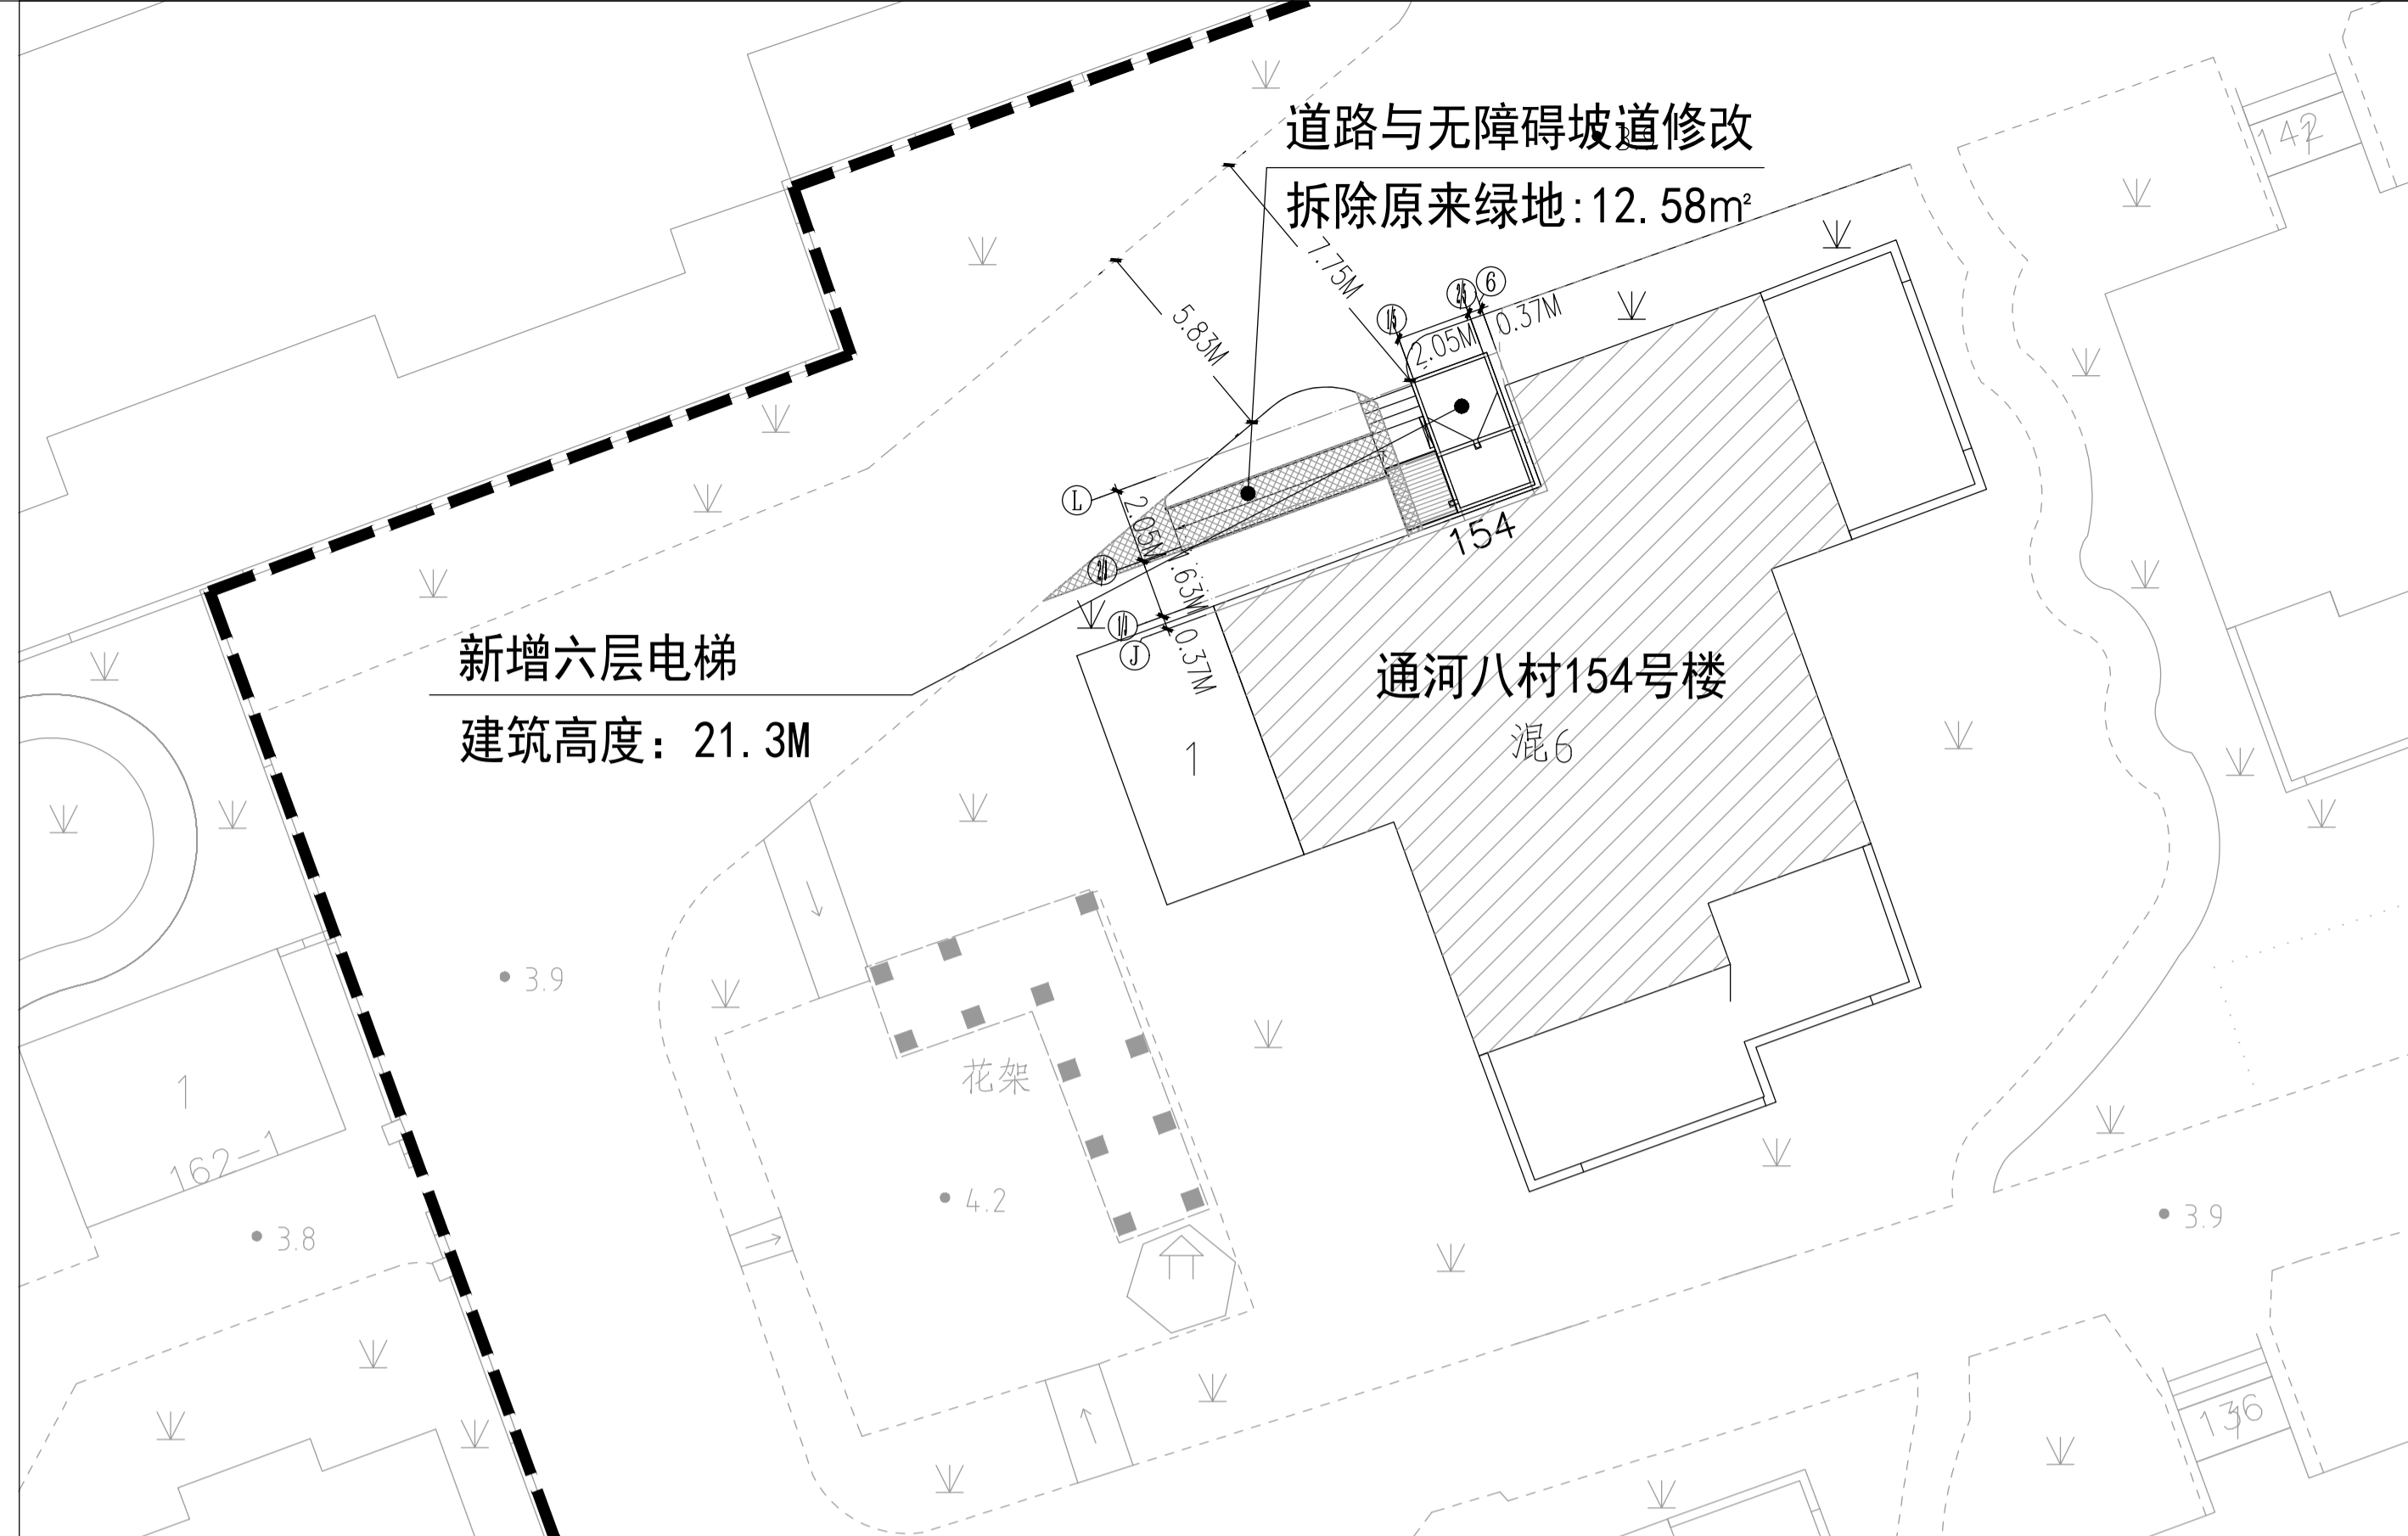 道路与无障碍坡道修改
拆除原来绿地:12.58m²
142
7.75M
5.83M
6
2.05M
0.37M
L
2.05M
154
J
0.37M
新增六层电梯
建筑高度：21.3M
通河八村154号楼
混6
1
3.9
花架
1
162-1
4.2
3.8
3.9
136